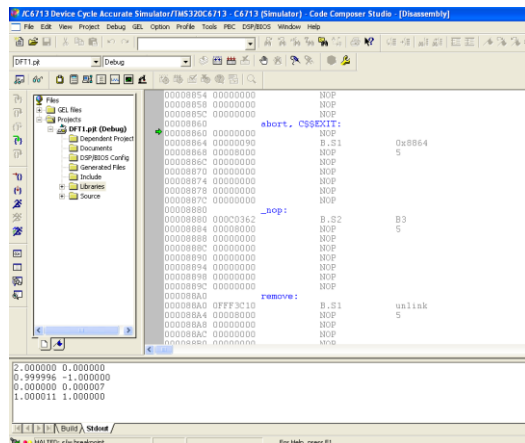 /C6713 Device Cycle Accurate Simulator/TMS320C6713 - C6713 (Simulator) - Code Composer Studio - [Disassembly]
File Edit View Project Debug GEL Option Profile Tools PBC DSP/BIOS Window Help
DFT1.pjt Debug
Files
GEL files
Projects
DFT1.pjt (Debug)
Dependent Project
Documents
DSP/BIOS Config
Generated Files
Include
Libraries
Source
00008854 00000000 NOP
00008858 00000000 NOP
0000885C 00000000 NOP
00008860 abort, C$$EXIT:
00008860 00000000 NOP
00008864 00000090 B.S1 0x8864
00008868 00008000 NOP 5
0000886C 00000000 NOP
00008870 00000000 NOP
00008874 00000000 NOP
00008878 00000000 NOP
0000887C 00000000 NOP
00008880 _nop:
00008880 000C0362 B.S2 B3
00008884 00008000 NOP 5
00008888 00000000 NOP
0000888C 00000000 NOP
00008890 00000000 NOP
00008894 00000000 NOP
00008898 00000000 NOP
0000889C 00000000 NOP
000088A0 remove:
000088A0 0FFF3C10 B.S1 unlink
000088A4 00008000 NOP 5
000088A8 00000000 NOP
000088AC 00000000 NOP
000088B0 00000000 NOP
2.000000 0.000000
0.999996 -1.000000
0.000000 0.000007
1.000011 1.000000
Build Stdout
HALTED: s/w breakpoint For Help, press F1